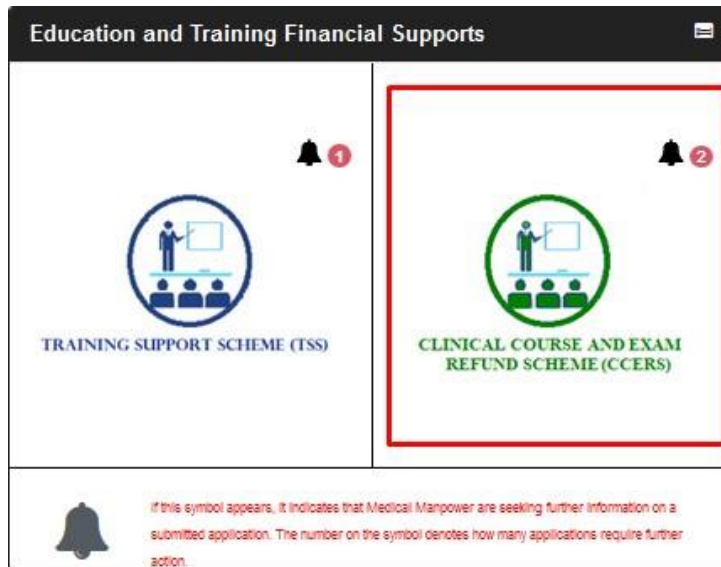 Education and Training Financial Supports
1
2
TRAINING SUPPORT SCHEME (TSS)
CLINICAL COURSE AND EXAM
REFUND SCHEME (CCERS)
If this symbol appears, it indicates that Medical Manpower are seeking further information on a
submitted application. The number on the symbol denotes how many applications require further
action.